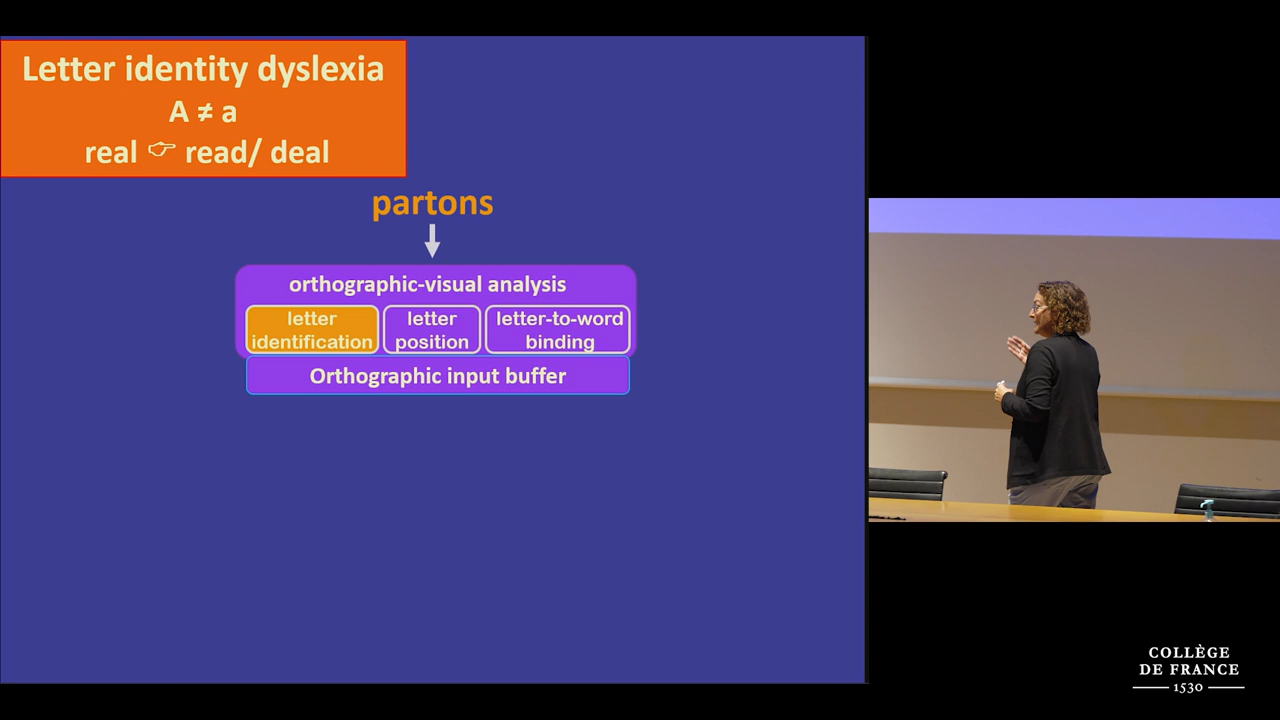 Letter identity dyslexia
A ≠ a
real 👉 read/ deal
partons
orthographic-visual analysis
letter
identification
letter
position
letter-to-word
binding
Orthographic input buffer
COLLÈGE
DE FRANCE
1530